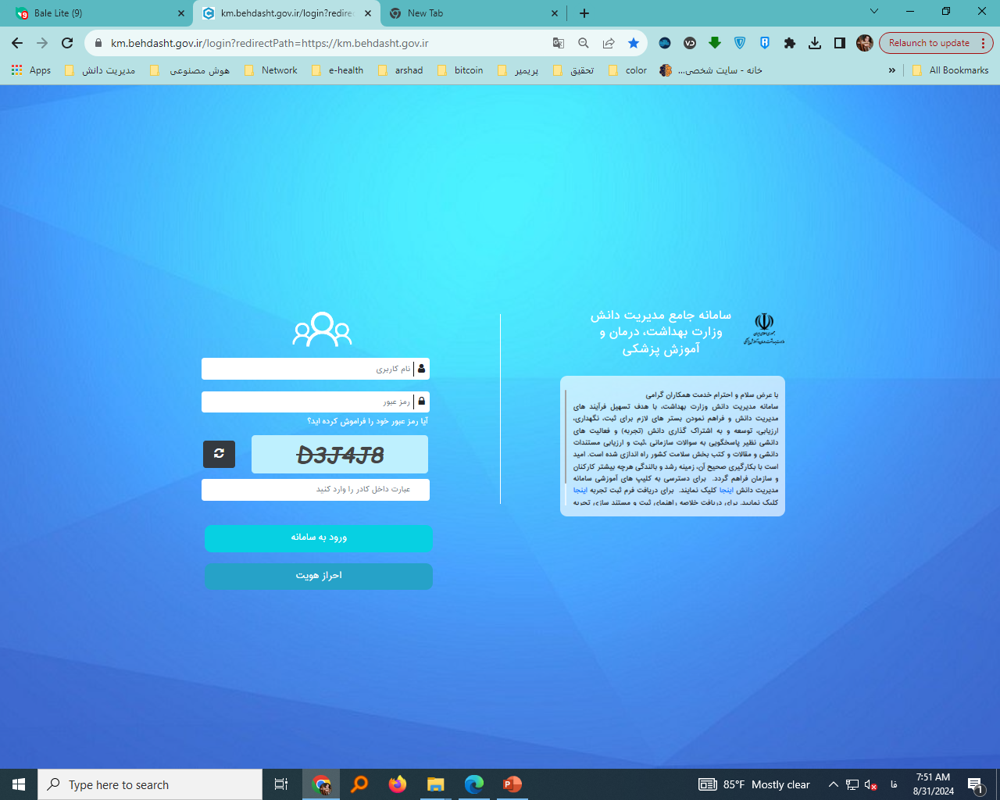 Bale Lite (9)
km.behdasht.gov.ir/login?redire
New Tab
km.behdasht.gov.ir/login?redirectPath=https://km.behdasht.gov.ir
Relaunch to update
Apps
مدیریت دانش
هوش مصنوعی
Network
e-health
arshad
bitcoin
پریمیر
تحقیق
color
خانه - سایت شخصی...
»
All Bookmarks
سامانه جامع مدیریت دانش
وزارت بهداشت، درمان و
آموزش پزشکی
با عرض سلام و احترام خدمت همکاران گرامی
سامانه مدیریت دانش وزارت بهداشت، با هدف تسهیل فرآیند های
مدیریت دانش و فراهم نمودن بستر های لازم برای ثبت، نگهداری،
ارزیابی، توسعه و به اشتراک گذاری دانش (تجربه) و فعالیت های
دانشی نظیر پاسخگویی به سوالات سازمانی ،ثبت و ارزیابی مستندات
دانشی و مقالات و کتب بخش سلامت کشور راه اندازی شده است. امید
است با بکارگیری صحیح آن، زمینه رشد و بالندگی هرچه بیشتر کارکنان
و سازمان فراهم گردد. برای دسترسی به کلیپ های آموزشی سامانه
مدیریت دانش اینجا کلیک نمایند. برای دریافت فرم ثبت تجربه اینجا
کلیک نمایید. برای دریافت خلاصه راهنمای ثبت و مستند سازی تجربه
نام کاربری
رمز عبور
آیا رمز عبور خود را فراموش کرده اید؟
D3J4J8
عبارت داخل کادر را وارد کنید
ورود به سامانه
احراز هویت
Type here to search
85°F Mostly clear
فا
7:51 AM
8/31/2024
1